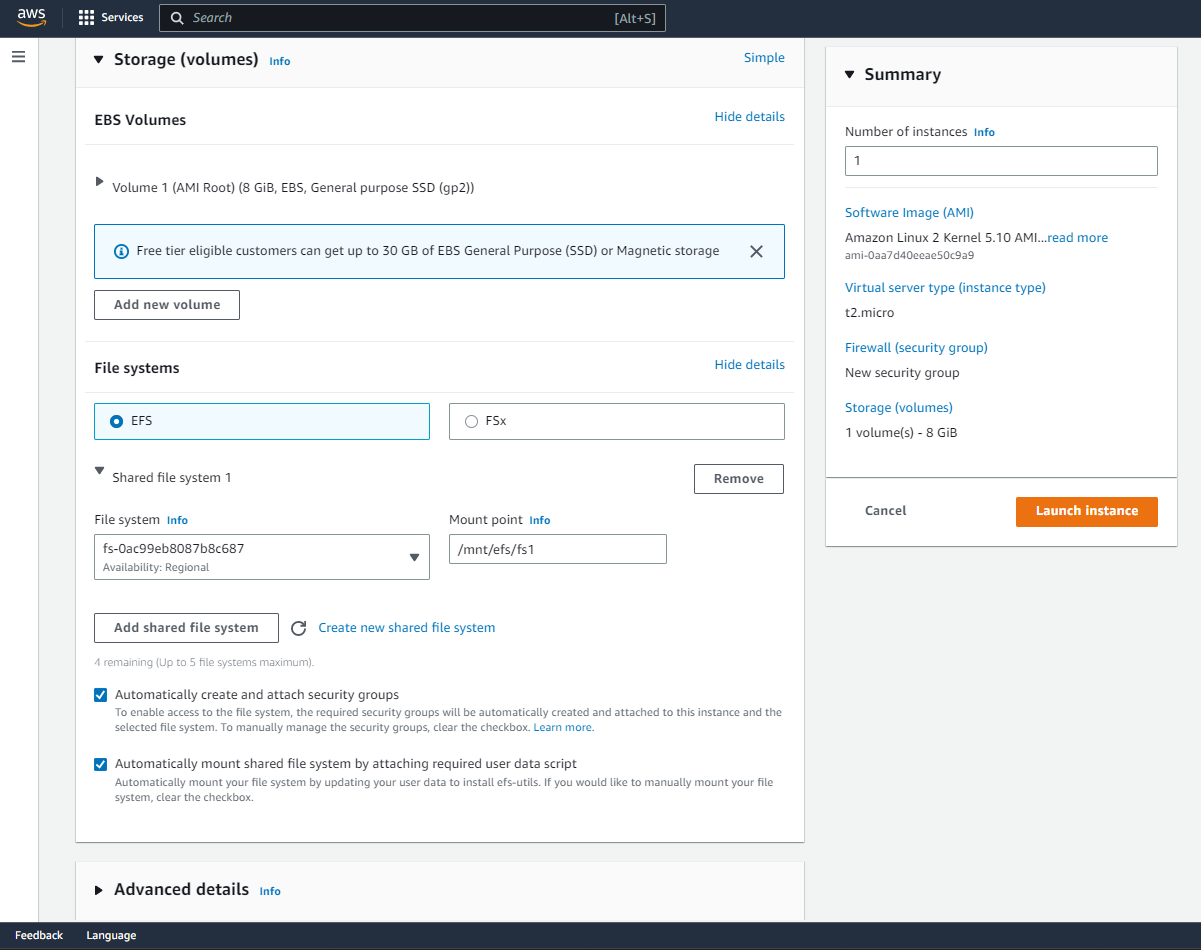 aws
Services
Search
[Alt+S]
Storage (volumes) Info
Simple
EBS Volumes
Hide details
Volume 1 (AMI Root) (8 GiB, EBS, General purpose SSD (gp2))
Free tier eligible customers can get up to 30 GB of EBS General Purpose (SSD) or Magnetic storage
Add new volume
File systems
Hide details
EFS
FSx
Shared file system 1
Remove
File system Info
Mount point Info
fs-0ac99eb8087b8c687
Availability: Regional
/mnt/efs/fs1
Add shared file system
Create new shared file system
4 remaining (Up to 5 file systems maximum).
Automatically create and attach security groups
To enable access to the file system, the required security groups will be automatically created and attached to this instance and the
selected file system. To manually manage the security groups, clear the checkbox. Learn more.
Automatically mount shared file system by attaching required user data script
Automatically mount your file system by updating your user data to install efs-utils. If you would like to manually mount your file
system, clear the checkbox.
Advanced details Info
Summary
Number of instances Info
1
Software Image (AMI)
Amazon Linux 2 Kernel 5.10 AMI...read more
ami-0aa7d40eeae50c9a9
Virtual server type (instance type)
t2.micro
Firewall (security group)
New security group
Storage (volumes)
1 volume(s) - 8 GiB
Cancel
Launch instance
Feedback
Language